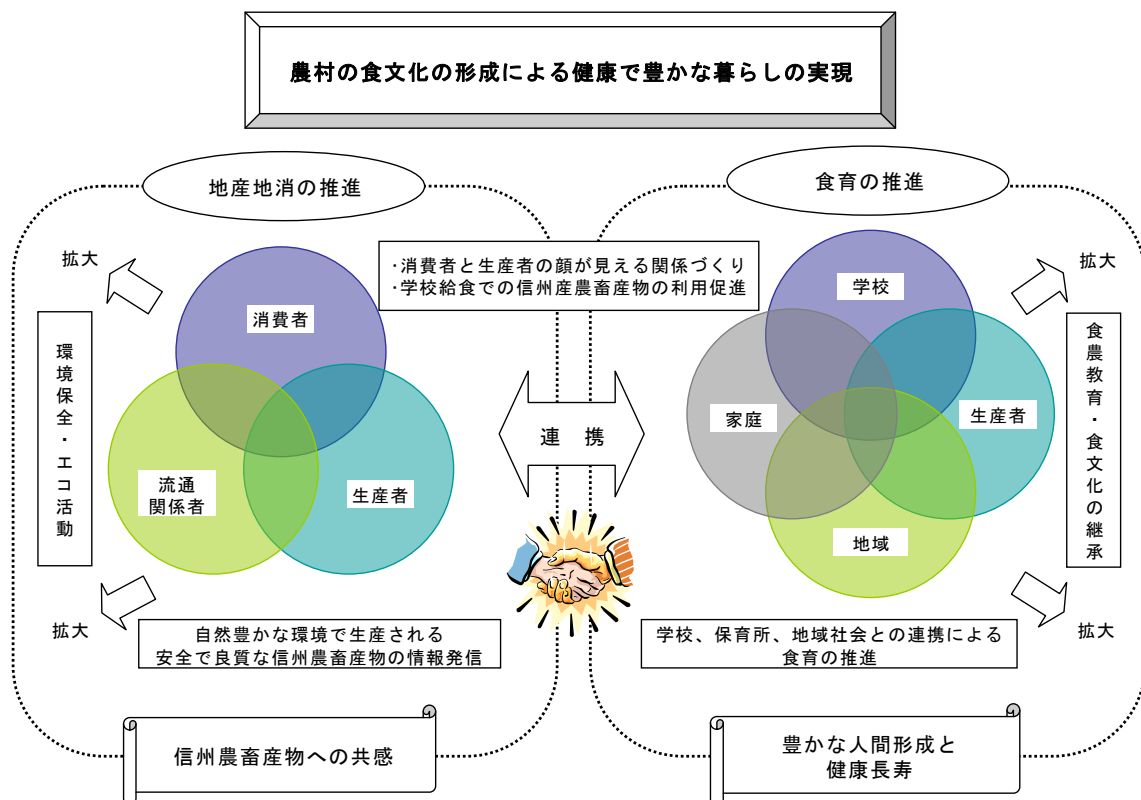 農村の食文化の形成による健康で豊かな暮らしの実現
地産地消の推進
食育の推進
・消費者と生産者の顔が見える関係づくり
・学校給食での信州産農畜産物の利用促進
拡大
環境保全・エコ活動
拡大
消費者
流通
関係者
生産者
連 携
学校
家庭
生産者
地域
拡大
食農教育・食文化の継承
拡大
自然豊かな環境で生産される
安全で良質な信州農畜産物の情報発信
学校、保育所、地域社会との連携による
食育の推進
信州農畜産物への共感
豊かな人間形成と
健康長寿